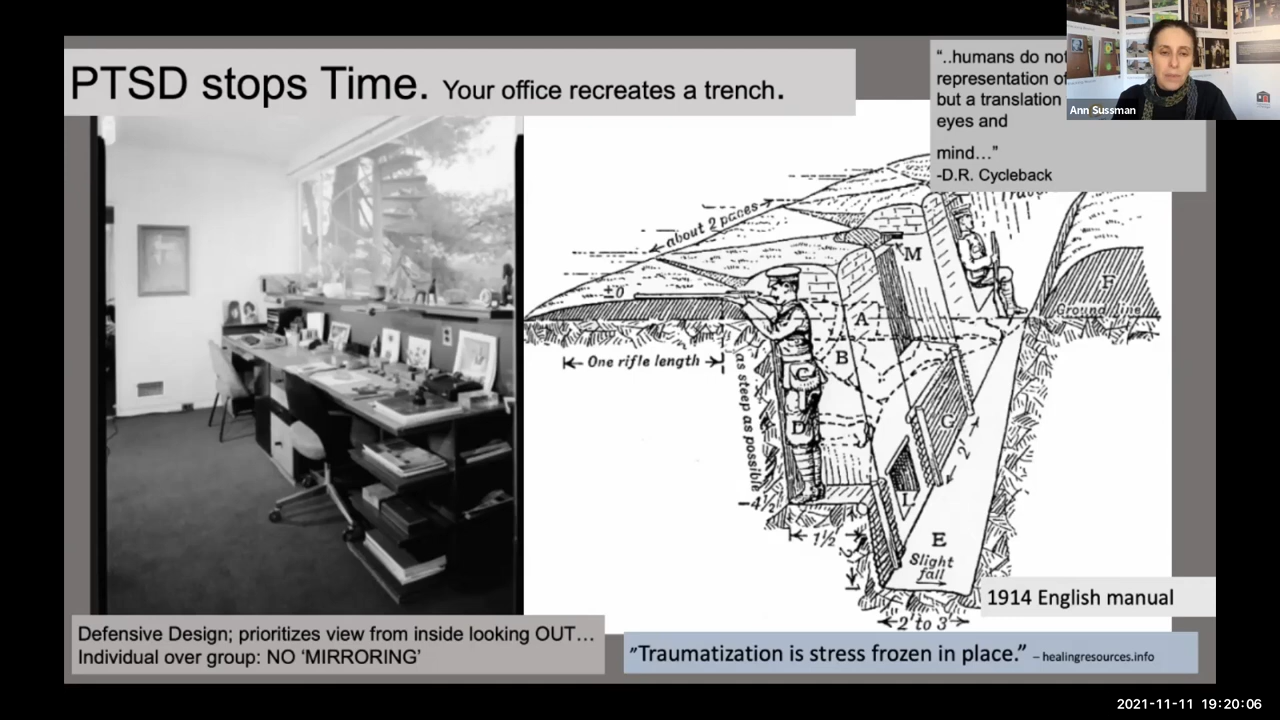 PTSD stops Time. Your office recreates a trench.
“..humans do not
representation of
but a translation
eyes and
mind…”
-D.R. Cycleback
Ann Sussman
about 2 paces
±0
M
F
Ground line
One rifle length
A
B
C
D
as steep as possible
G
2'
L
1½
E
Slight
fall
2' to 3'
1914 English manual
Defensive Design; prioritizes view from inside looking OUT…
Individual over group: NO ‘MIRRORING’
”Traumatization is stress frozen in place.” – healingresources.info
2021-11-11 19:20:06